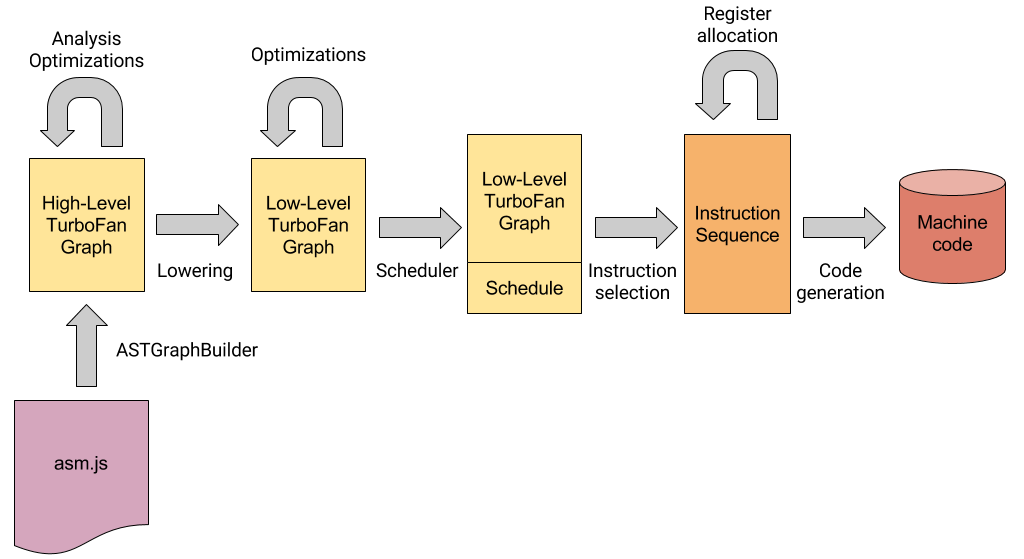 Analysis
Optimizations
Optimizations
Register
allocation
High-Level
TurboFan
Graph
Lowering
Low-Level
TurboFan
Graph
Scheduler
Low-Level
TurboFan
Graph
Schedule
Instruction
selection
Instruction
Sequence
Code
generation
Machine
code
ASTGraphBuilder
asm.js